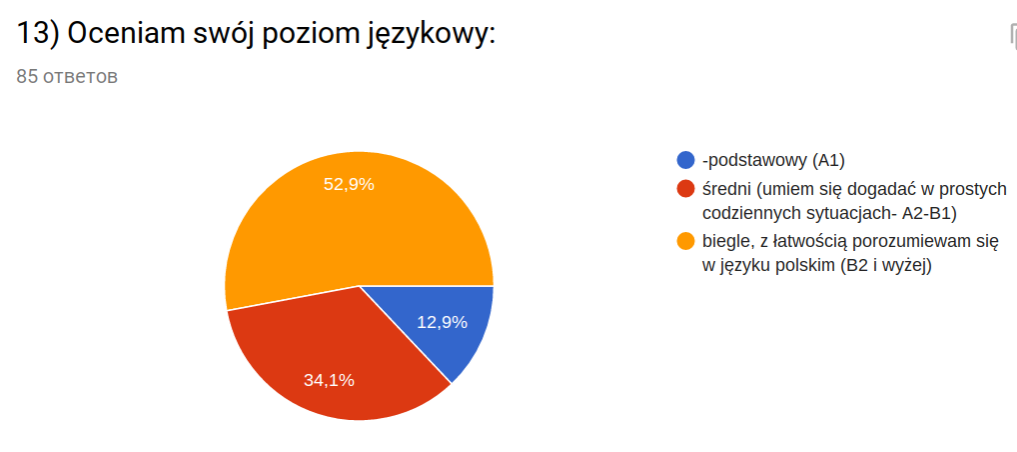 13) Oceniam swój poziom językowy:
85 ответов
52,9%
12,9%
34,1%
-podstawowy (A1)
średni (umiem się dogadać w prostych
codziennych sytuacjach- A2-B1)
biegle, z łatwością porozumiewam się
w języku polskim (B2 i wyżej)